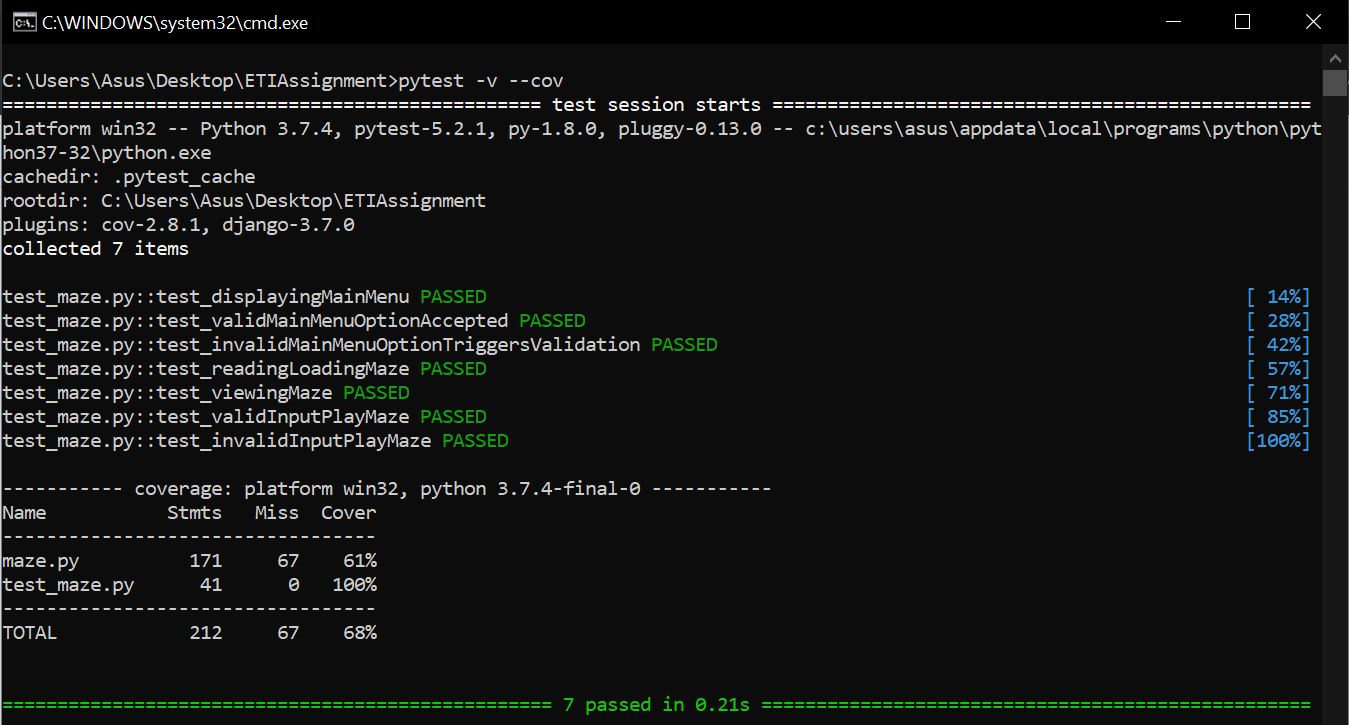 C:\WINDOWS\system32\cmd.exe
C:\Users\Asus\Desktop\ETIAssignment>pytest -v --cov
================================================= test session starts =================================================
platform win32 -- Python 3.7.4, pytest-5.2.1, py-1.8.0, pluggy-0.13.0 -- c:\users\asus\appdata\local\programs\python\pyt
hon37-32\python.exe
cachedir: .pytest_cache
rootdir: C:\Users\Asus\Desktop\ETIAssignment
plugins: cov-2.8.1, django-3.7.0
collected 7 items
test_maze.py::test_displayingMainMenu PASSED [ 14%]
test_maze.py::test_validMainMenuOptionAccepted PASSED [ 28%]
test_maze.py::test_invalidMainMenuOptionTriggersValidation PASSED [ 42%]
test_maze.py::test_readingLoadingMaze PASSED [ 57%]
test_maze.py::test_viewingMaze PASSED [ 71%]
test_maze.py::test_validInputPlayMaze PASSED [ 85%]
test_maze.py::test_invalidInputPlayMaze PASSED [100%]
----------- coverage: platform win32, python 3.7.4-final-0 -----------
Name Stmts Miss Cover
----------------------------------
maze.py 171 67 61%
test_maze.py 41 0 100%
----------------------------------
TOTAL 212 67 68%
================================================== 7 passed in 0.21s ==================================================